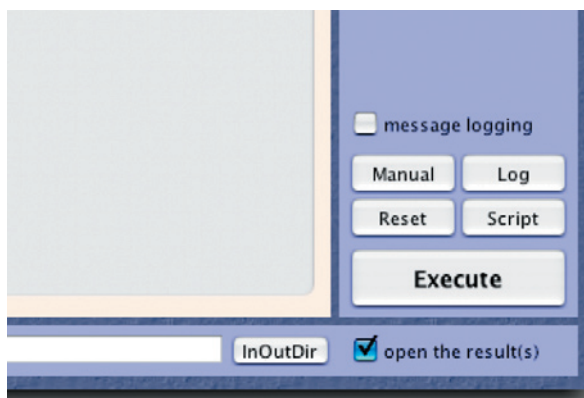 message logging
Manual Log
Reset Script
Execute
InOutDir open the result(s)